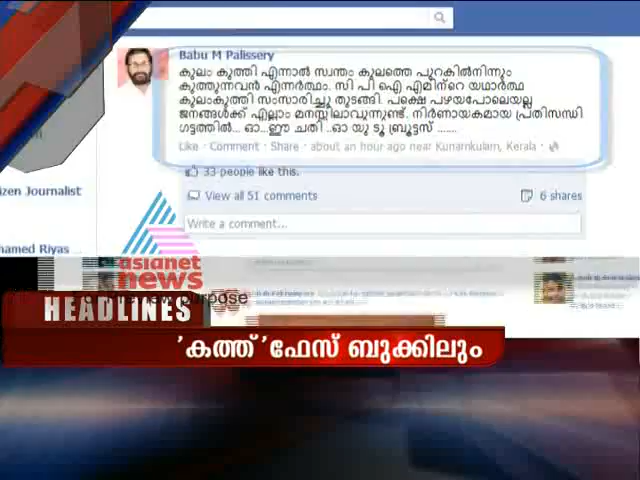 Babu M Palissery
കുലം കുത്തി എന്നാൽ സ്വന്തം കുലത്തെ പുറകിൽനിന്നും
കുത്തുന്നവൻ എന്നർത്ഥം. സി പി ഐ എമിന്റെ യഥാർത്ഥ
കുലംകുത്തി സംസാരിച്ചു തുടങ്ങി. പക്ഷെ പഴയപോലെയല്ല
ജനങ്ങൾക്ക് എല്ലാം മനസ്സിലാവുന്നുണ്ട്. നിർണായകമായ പ്രതിസന്ധി
ഗട്ടത്തിൽ... ഓ...ഈ ചതി ..ഓ യു ടൂ ബ്രൂട്ടസ് .......
Like · Comment · Share · about an hour ago near Kunamkulam, Kerala ·
33 people like this.
View all 51 comments
6 shares
izen Journalist
Write a comment...
hamed Riyas ...
asianet
news
purpose
HEADLINES
'കത്ത് 'ഫേസ് ബുക്കിലും